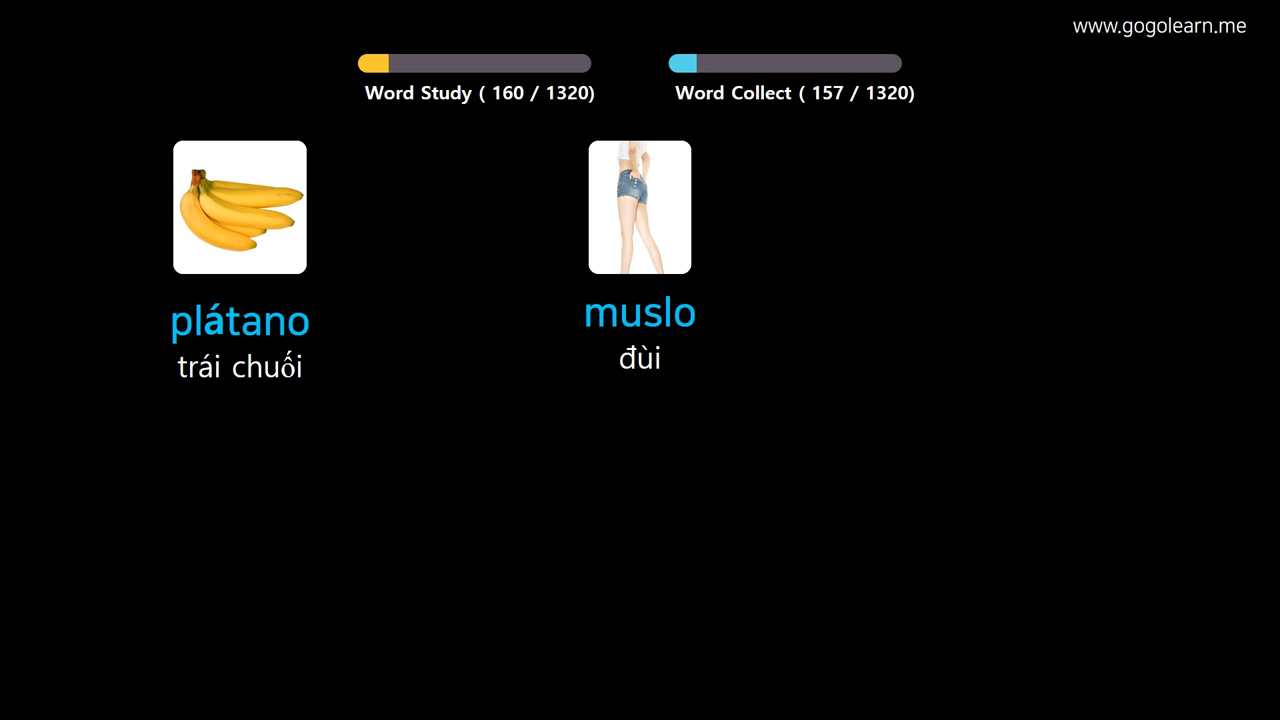 www.gogolearn.me
Word Study ( 160 / 1320)
Word Collect ( 157 / 1320)
plátano
trái chuối
muslo
đùi